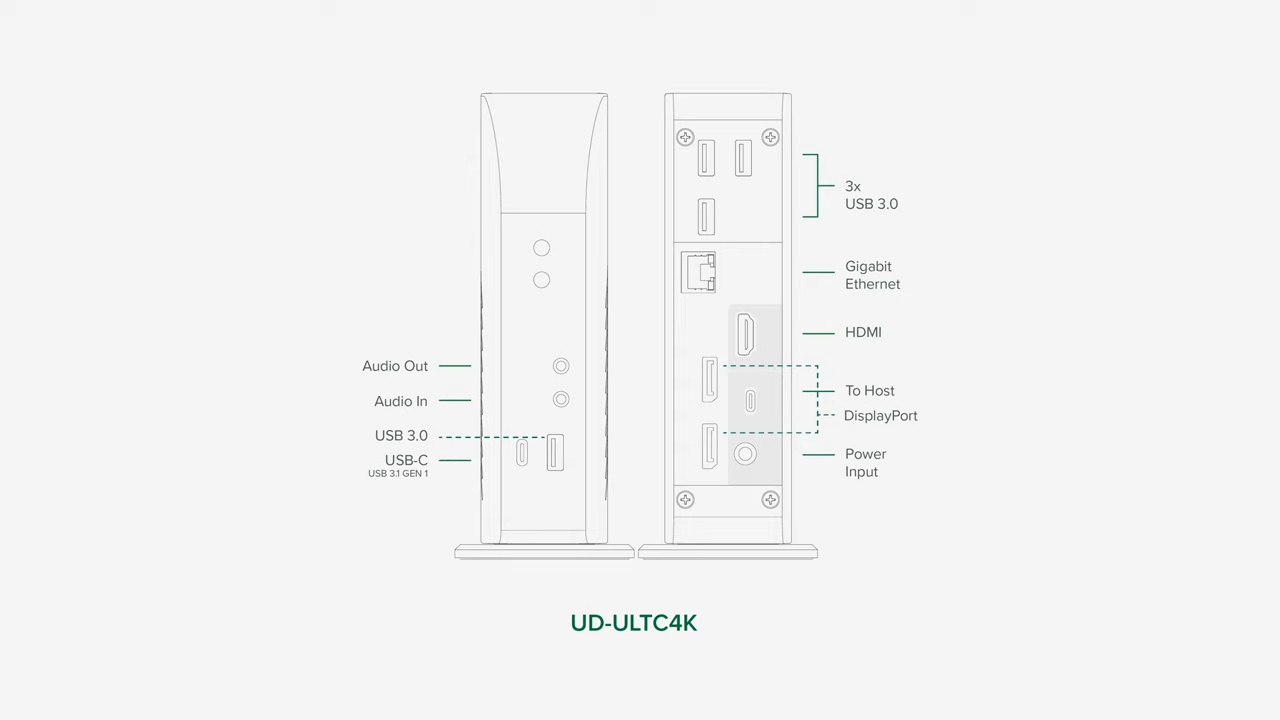 Audio Out
Audio In
USB 3.0
USB-C
USB 3.1 GEN 1
3x
USB 3.0
Gigabit
Ethernet
HDMI
To Host
DisplayPort
Power
Input
UD-ULTC4K